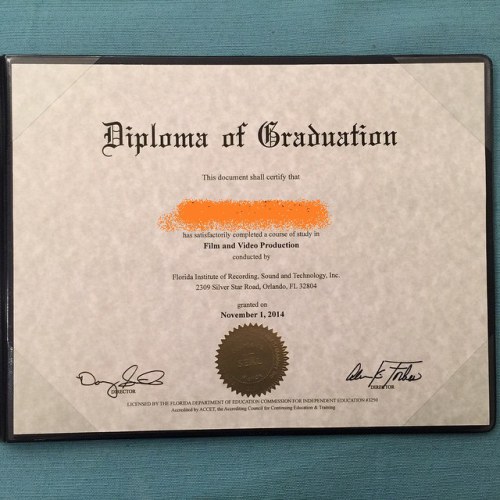 Diploma of Graduation
This document shall certify that
has satisfactorily completed a course of study in
Film and Video Production
conducted by
Florida Institute of Recording, Sound and Technology, Inc.
2309 Silver Star Road, Orlando, FL 32804
granted on
November 1, 2014
DIRECTOR
DIRECTOR
LICENSED BY THE FLORIDA DEPARTMENT OF EDUCATION COMMISSION FOR INDEPENDENT EDUCATION #3250
Accredited by ACCET, the Accrediting Council for Continuing Education & Training